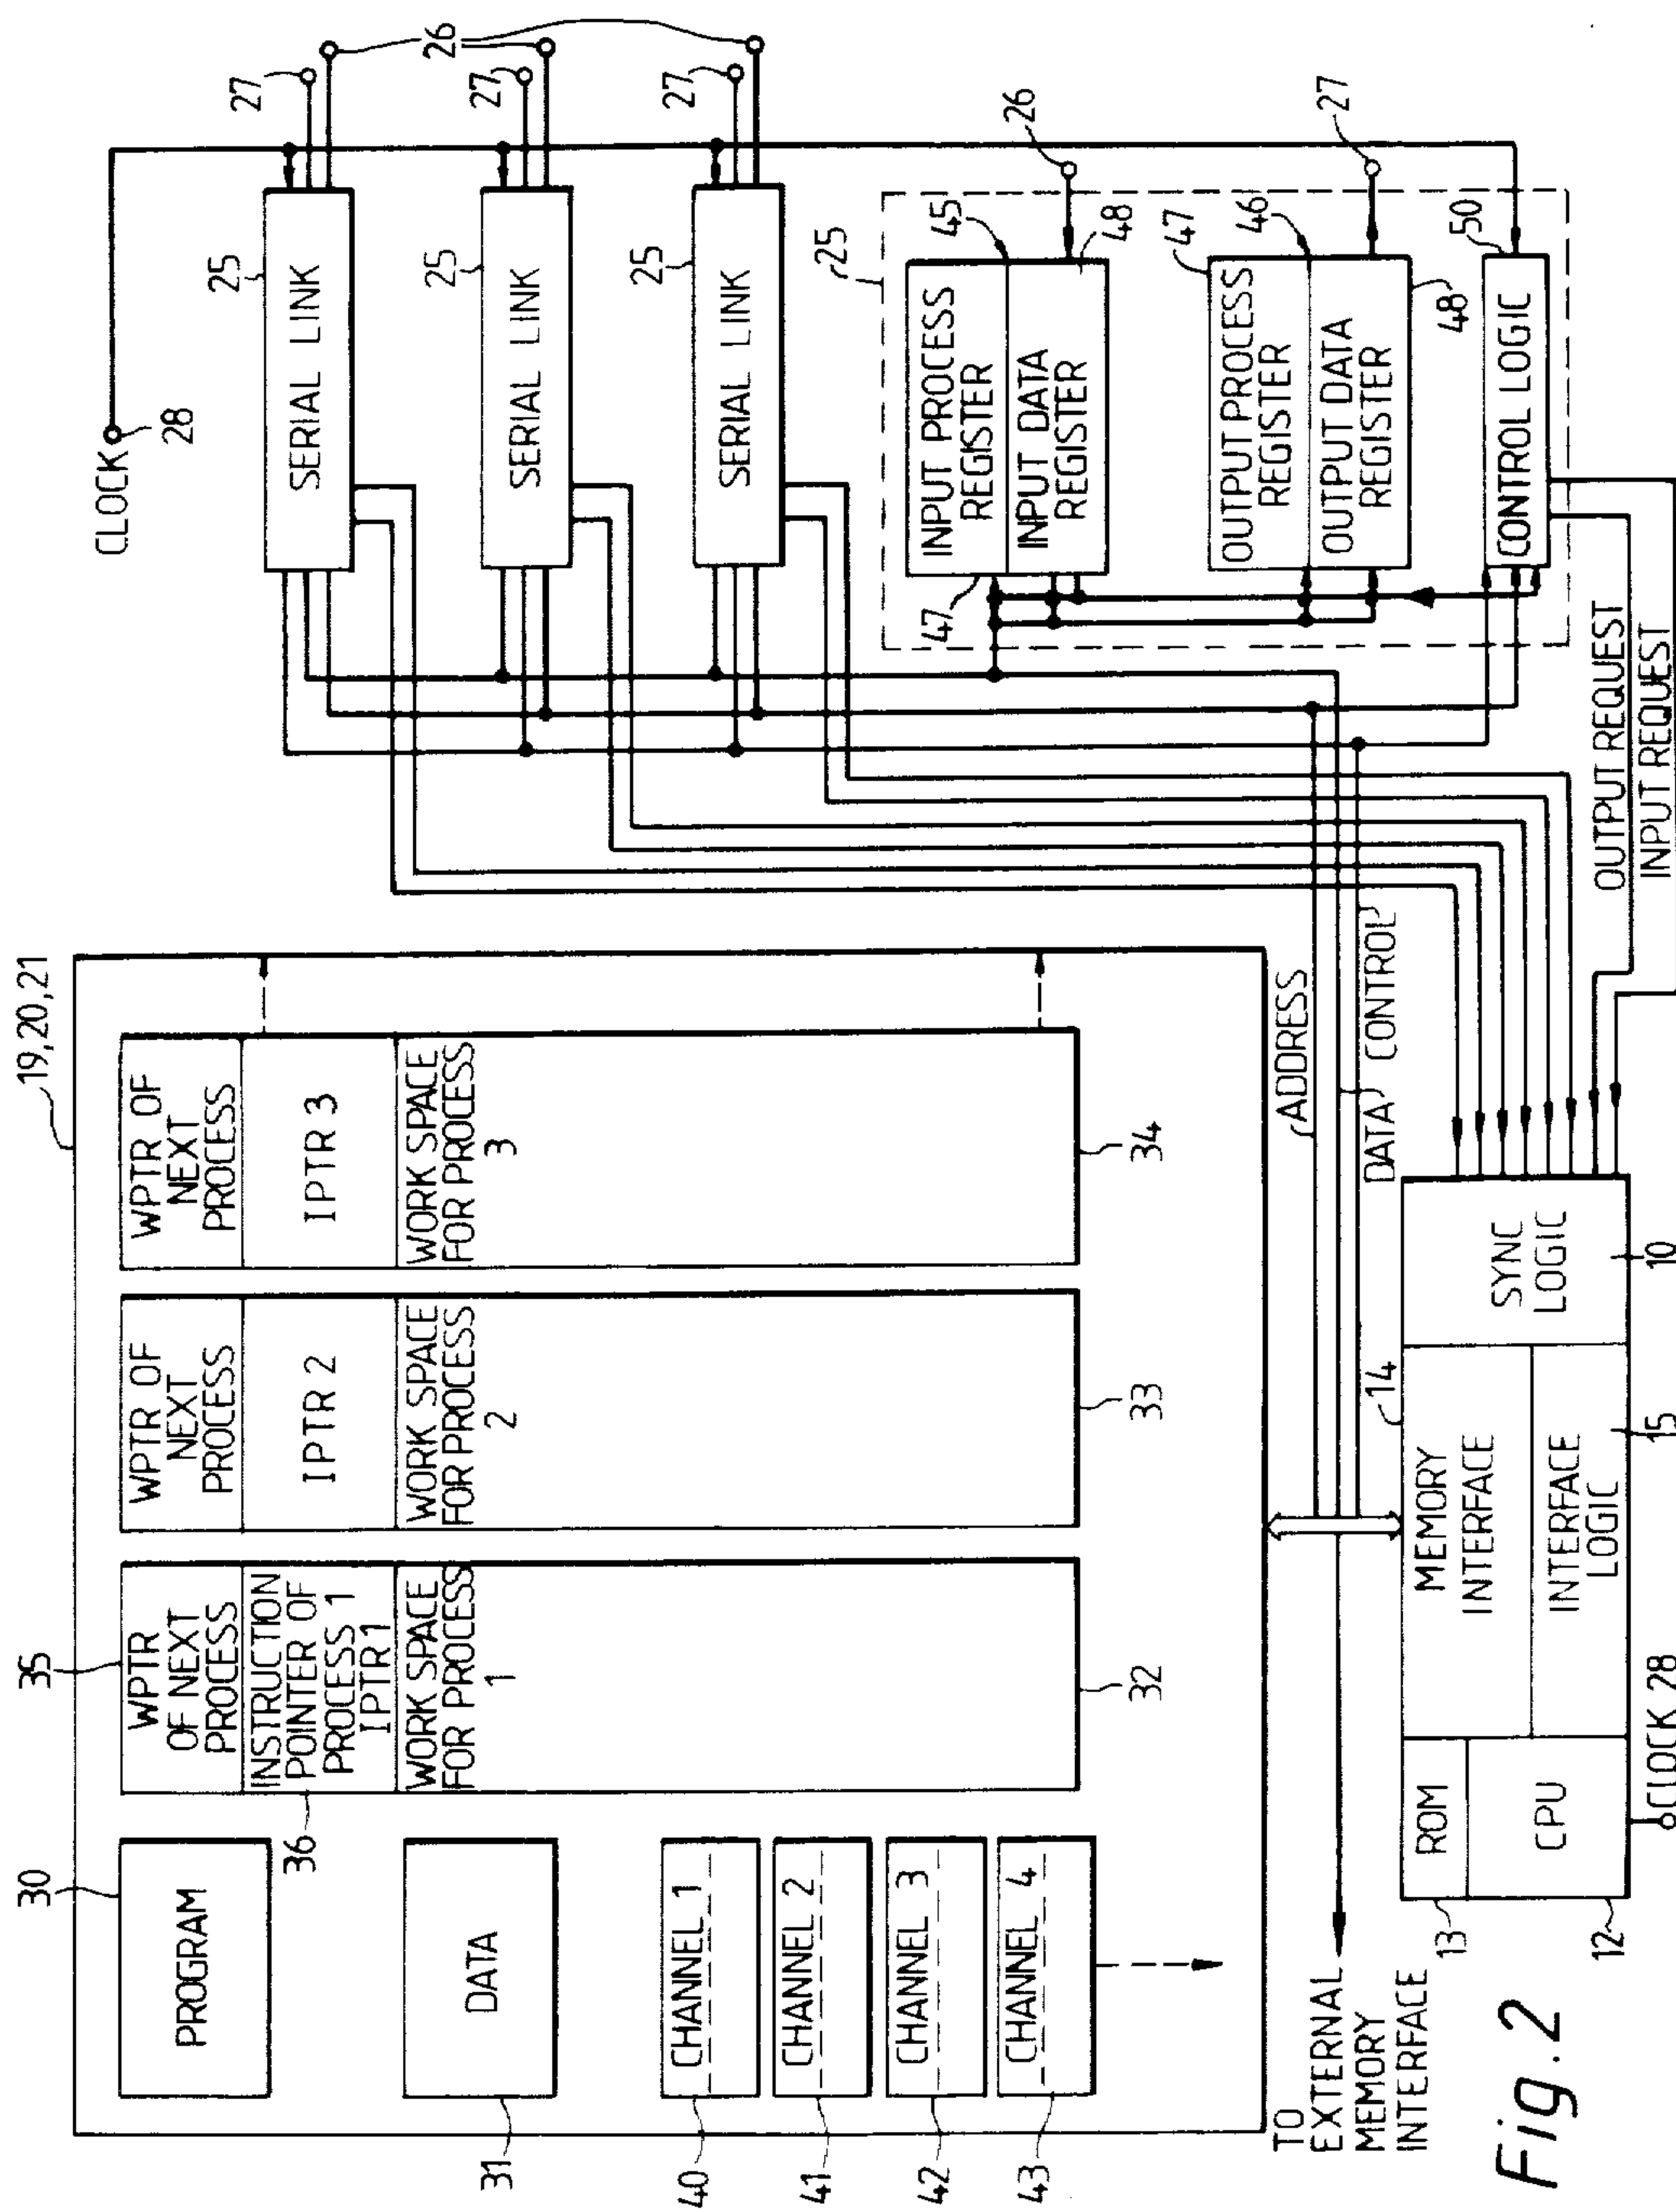 19,20,21
30
PROGRAM
31
DATA
40
CHANNEL 1
41
CHANNEL 2
42
CHANNEL 3
43
CHANNEL 4
35
WPTR
OF NEXT
PROCESS
INSTRUCTION
POINTER OF
PROCESS 1
IPTR1
36
WORK SPACE
FOR PROCESS
1
32
WPTR OF
NEXT
PROCESS
IPTR 2
WORK SPACE
FOR PROCESS
2
33
WPTR OF
NEXT
PROCESS
IPTR 3
WORK SPACE
FOR PROCESS
3
34
CLOCK
28
25
SERIAL LINK
27
26
25
SERIAL LINK
27
25
SERIAL LINK
27
25
45
INPUT PROCESS
REGISTER
47
INPUT DATA
REGISTER
48
26
47
OUTPUT PROCESS
REGISTER
46
OUTPUT DATA
REGISTER
48
27
50
CONTROL LOGIC
OUTPUT REQUEST
INPUT REQUEST
ADDRESS
DATA
CONTROL
TO
EXTERNAL
MEMORY
INTERFACE
13
ROM
12
CPU
CLOCK 28
14
MEMORY
INTERFACE
15
INTERFACE
LOGIC
SYNC
LOGIC
10
Fig.2